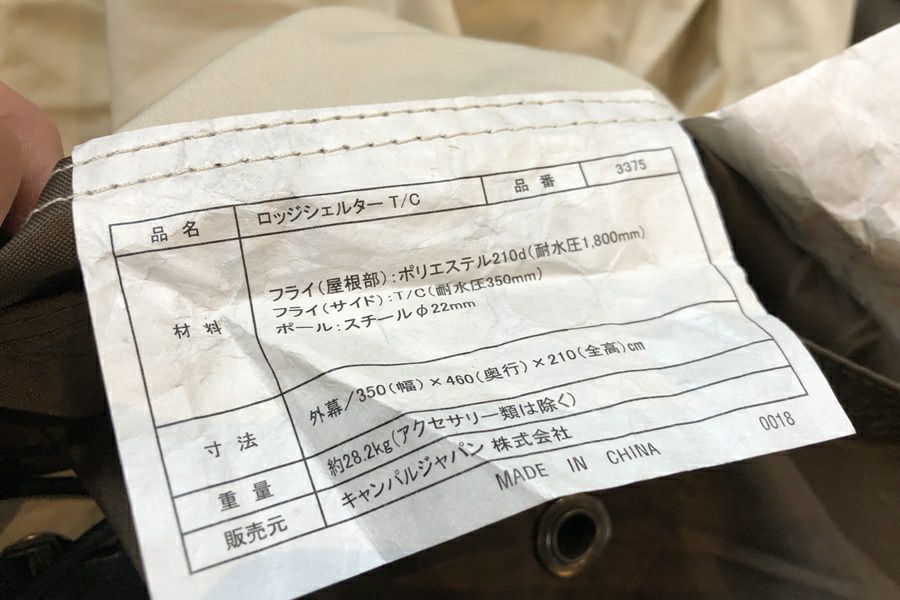 品名 ロッジシェルター T/C 品番 3375
材料 フライ(屋根部):ポリエステル210d(耐水圧1,800mm)
フライ(サイド):T/C(耐水圧350mm)
ポール:スチールφ22mm
寸法 外幕/350(幅)×460(奥行)×210(全高)cm
重量 約28.2kg(アクセサリー類は除く)
販売元 キャンパルジャパン 株式会社
MADE IN CHINA 0018